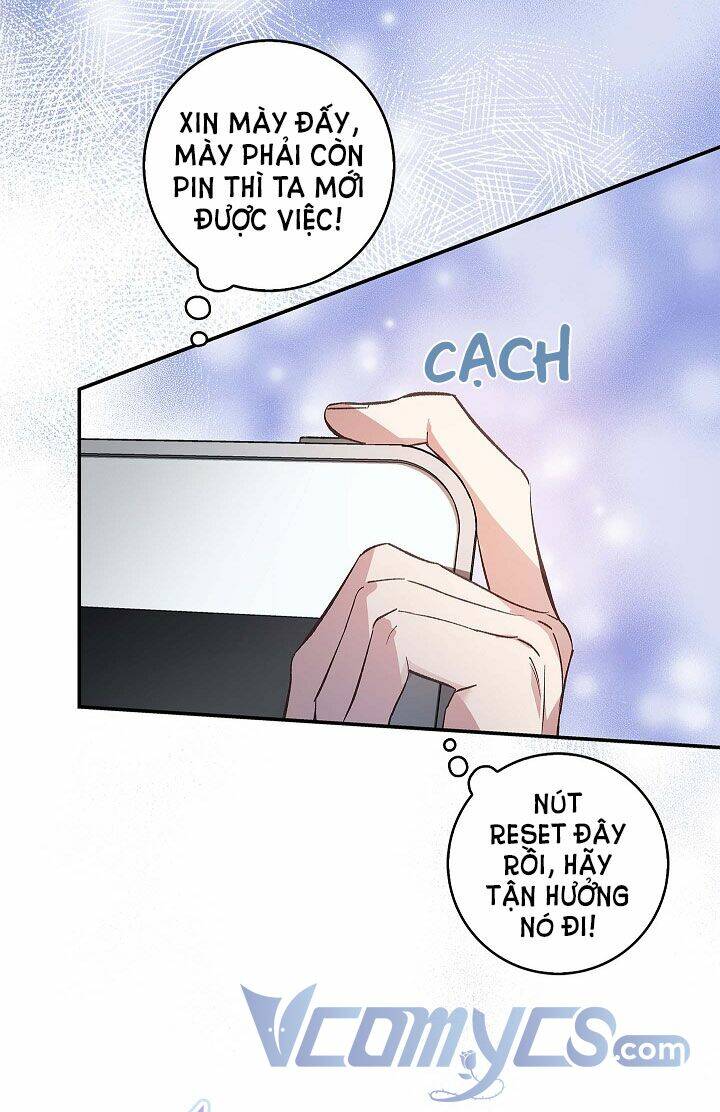 XIN MÀY ĐẤY,
MÀY PHẢI CÒN
PIN THÌ TA MỚI
ĐƯỢC VIỆC!
CẠCH
NÚT
RESET ĐÂY
RỒI, HÃY
TẬN HƯỞNG
NÓ ĐI!
VCOMYCS.com